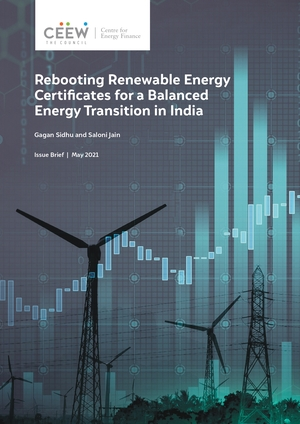 CEEW
THE COUNCIL
Centre for
Energy Finance
Rebooting Renewable Energy
Certificates for a Balanced
Energy Transition in India
Gagan Sidhu and Saloni Jain
Issue Brief | May 2021